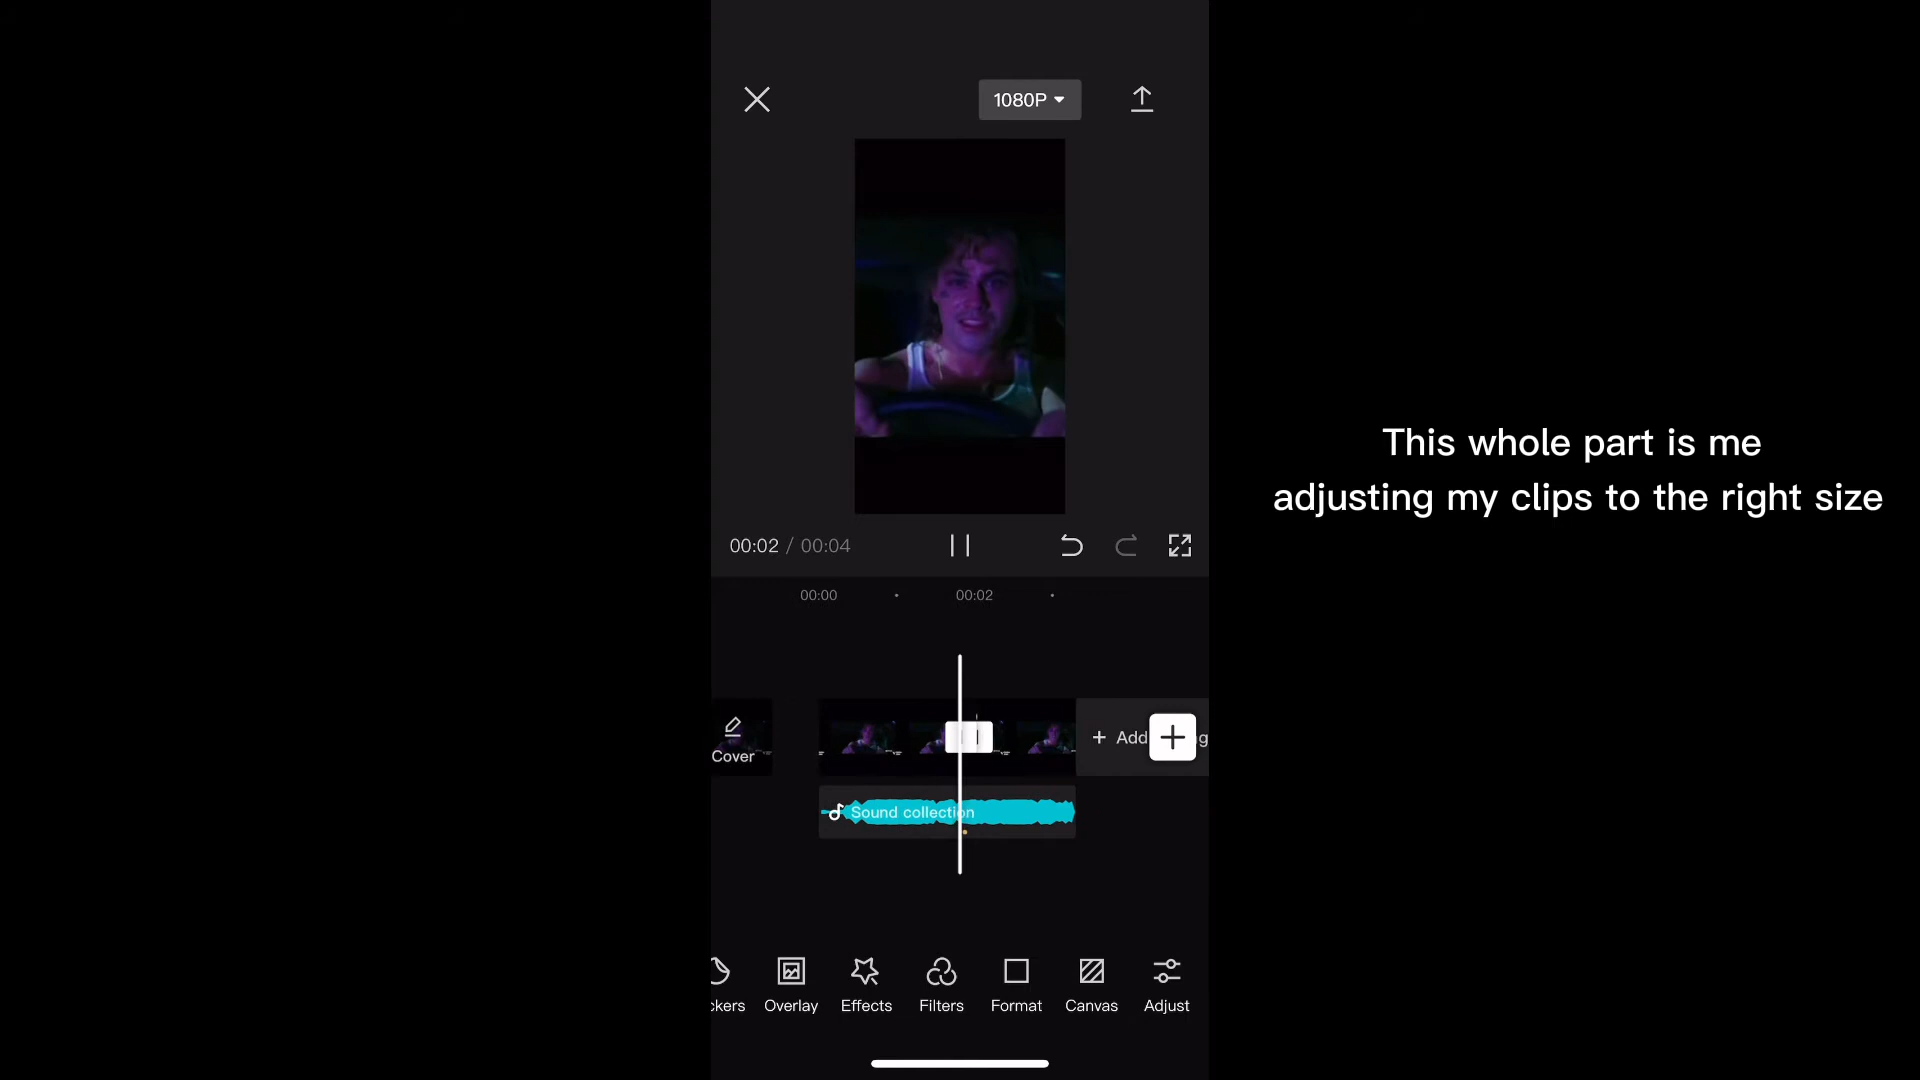 1080P
This whole part is me
adjusting my clips to the right size
00:02 / 00:04
00:00
00:02
Cover
+ Add
Sound collection
ckers
Overlay
Effects
Filters
Format
Canvas
Adjust